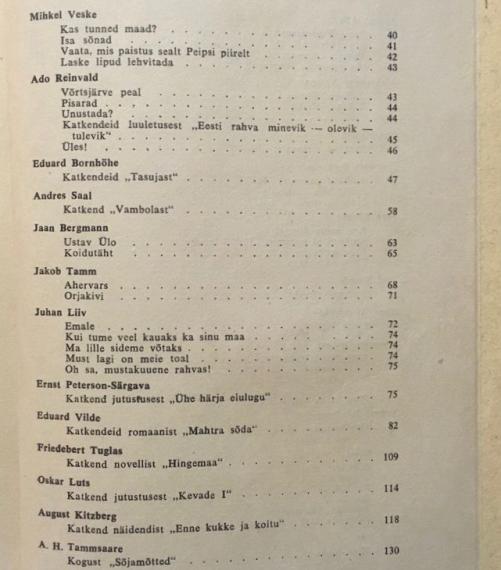 Mihkel Veske
Kas tunned maad? . . . . . . . . . . . . . . 40
Isa sõnad . . . . . . . . . . . . . . 41
Vaata, mis paistus sealt Peipsi piirelt . . . . . . 42
Laske lipud lehvitada . . . . . . . . . . . . 43
Ado Reinvald
Võrtsjärve peal . . . . . . . . . . . . . 43
Pisarad . . . . . . . . . . . . . . . 44
Unustada? . . . . . . . . . . . . . . 44
Katkendeid luuletusest „Eesti rahva minevik — olevik —
tulevik“ . . . . . . . . . . . . . . 45
Üles! . . . . . . . . . . . . . . . 46
Eduard Bornhöhe
Katkendeid „Tasujast“ . . . . . . . . . . . 47
Andres Saal
Katkend „Vambolast“ . . . . . . . . . . . 58
Jaan Bergmann
Ustav Ülo . . . . . . . . . . . . . . 63
Koidutäht . . . . . . . . . . . . . . 65
Jakob Tamm
Ahervars . . . . . . . . . . . . . . 68
Orjakivi . . . . . . . . . . . . . . 71
Juhan Liiv
Emale . . . . . . . . . . . . . . . 72
Kui tume veel kauaks ka sinu maa . . . . . . . 74
Ma lille sideme võtaks . . . . . . . . . . . 74
Must lagi on meie toal . . . . . . . . . . . 74
Oh sa, mustakuuene rahvas! . . . . . . . . . 75
Ernst Peterson-Särgava
Katkend jutustusest „Ühe härja elulugu“ . . . . . . 75
Eduard Vilde
Katkendeid romaanist „Mahtra sõda“ . . . . . . . 82
Friedebert Tuglas
Katkend novellist „Hingemaa“ . . . . . . . . . 109
Oskar Luts
Katkend jutustusest „Kevade I“ . . . . . . . . 114
August Kitzberg
Katkend näidendist „Enne kukke ja koitu“ . . . . . 118
A. H. Tammsaare
Kogust „Sõjamõtted“ . . . . . . . . . . . 130